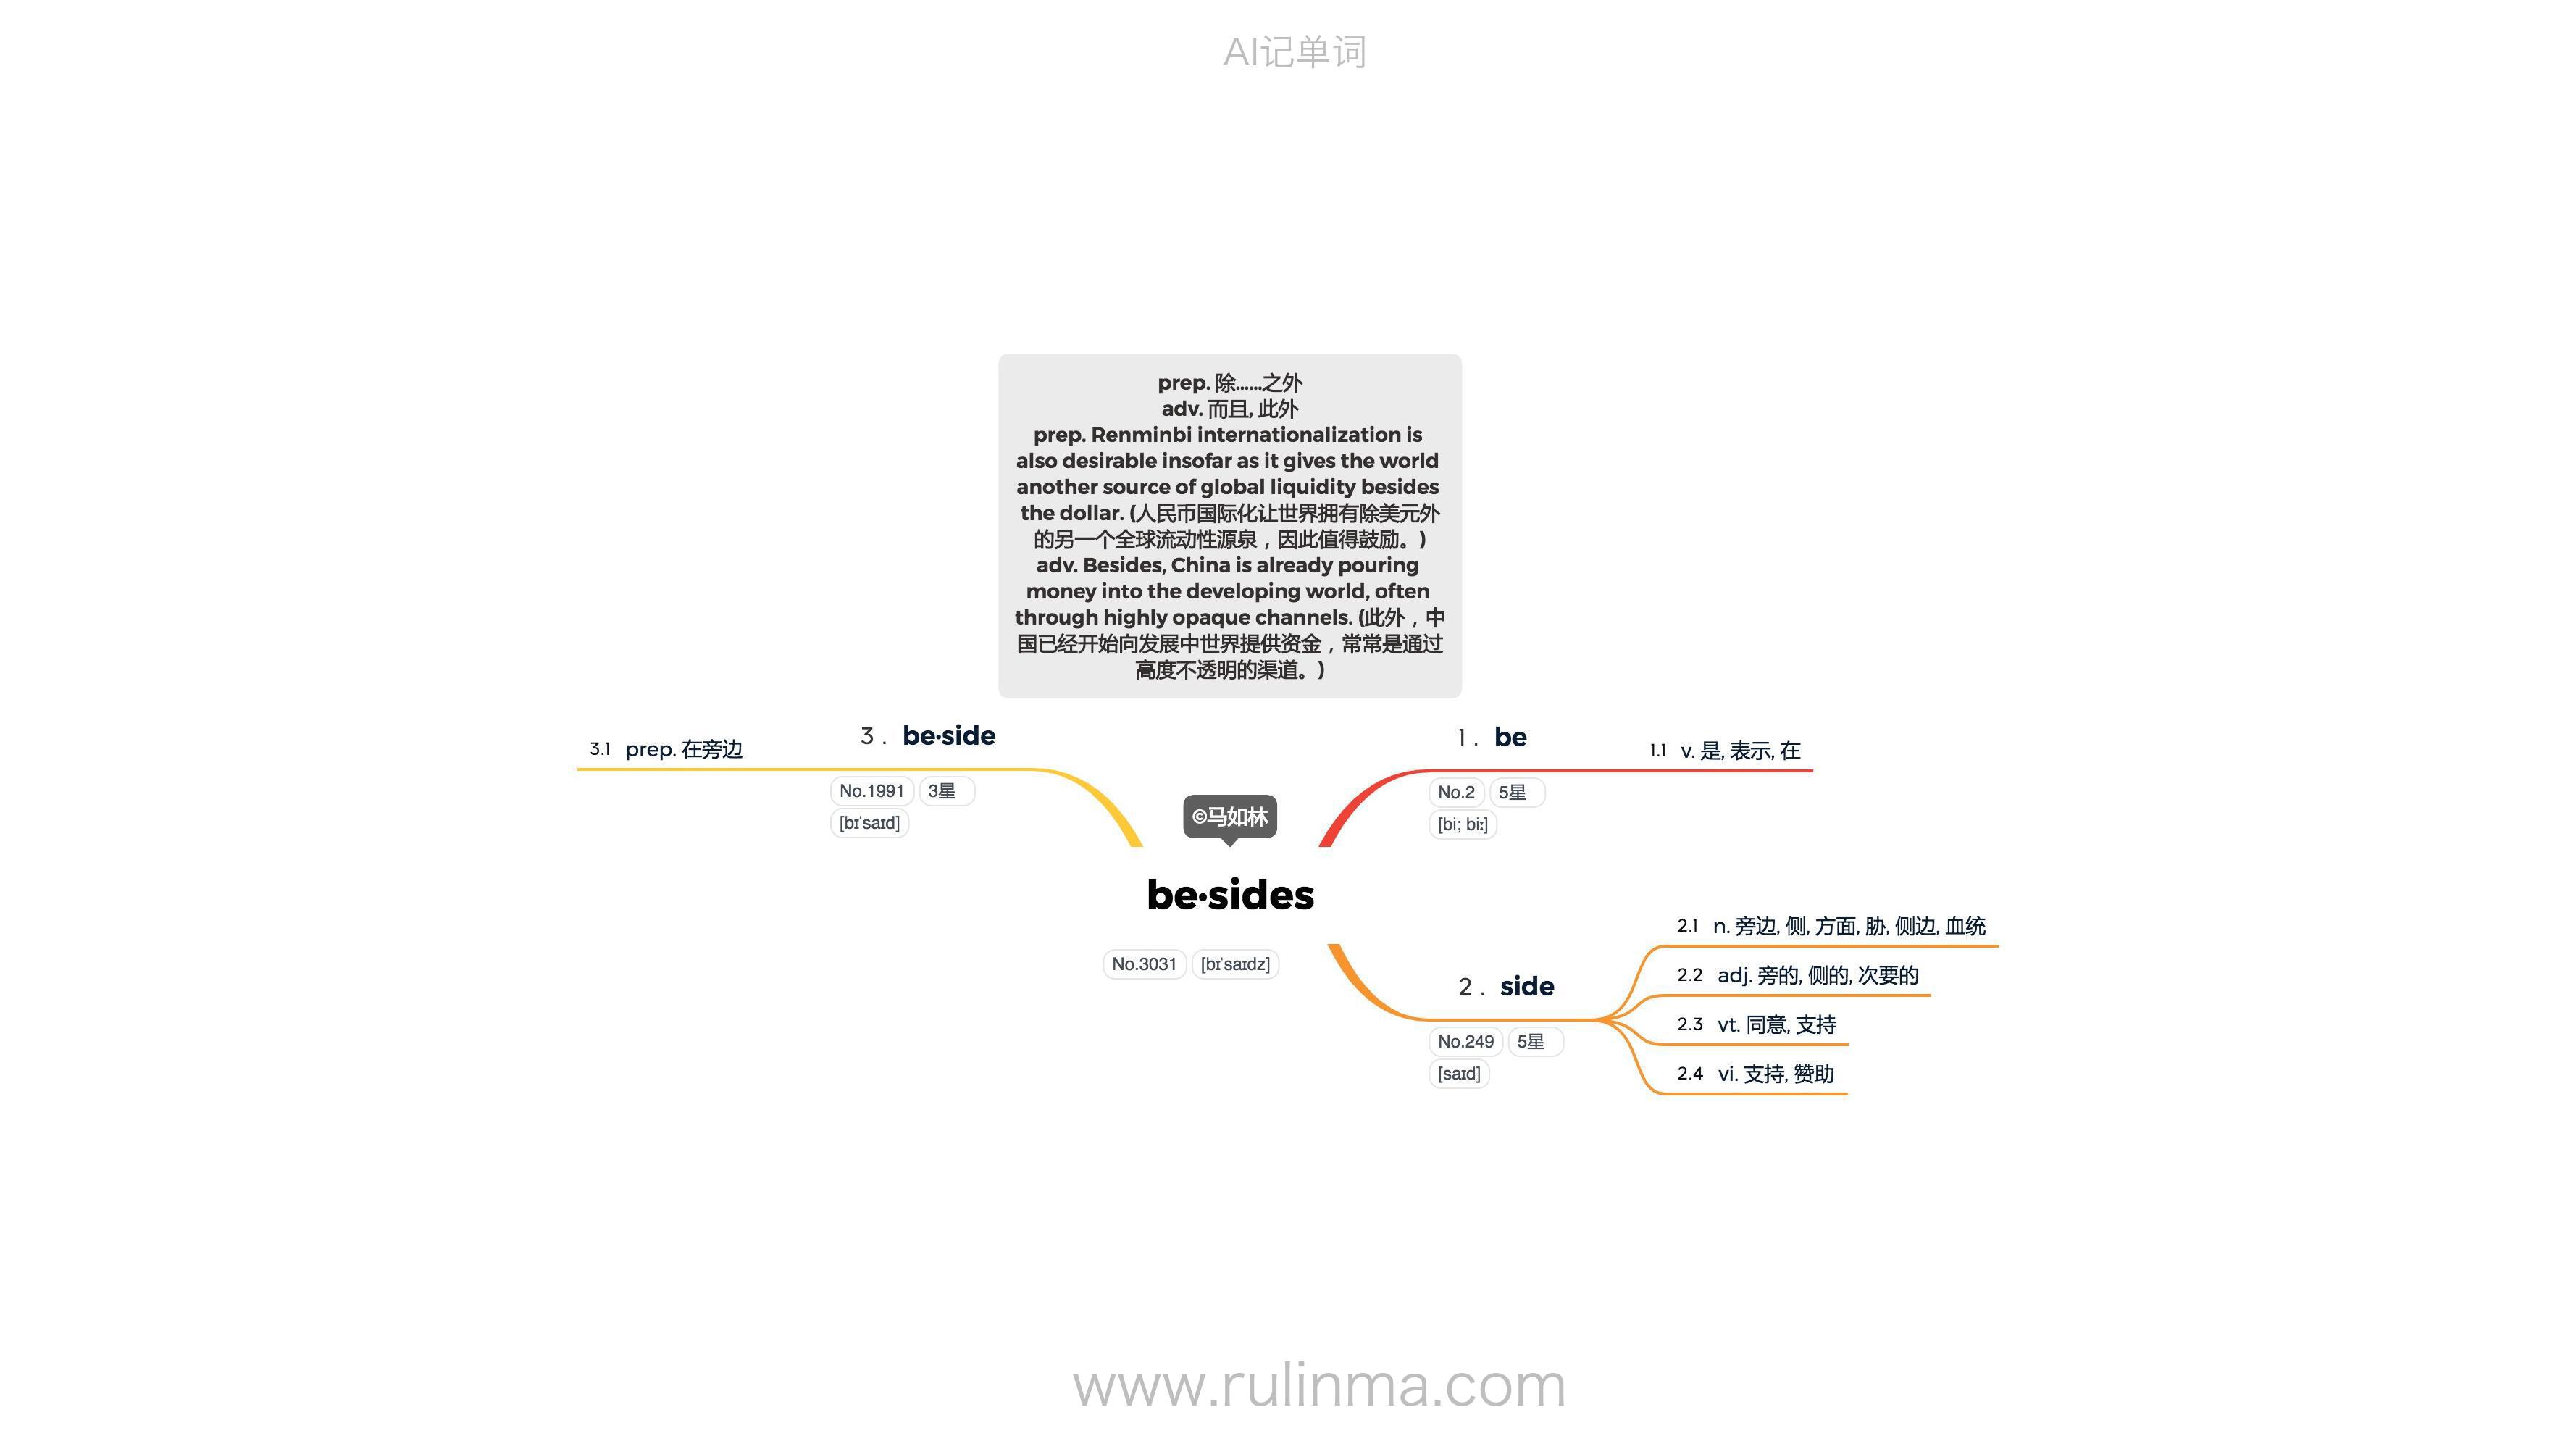 AI记单词
prep. 除……之外
adv. 而且, 此外
prep. Renminbi internationalization is
also desirable insofar as it gives the world
another source of global liquidity besides
the dollar. (人民币国际化让世界拥有除美元外
的另一个全球流动性源泉，因此值得鼓励。)
adv. Besides, China is already pouring
money into the developing world, often
through highly opaque channels. (此外，中
国已经开始向发展中世界提供资金，常常是通过
高度不透明的渠道。)
3 . be·side
3.1 prep. 在旁边
No.1991 3星
[bɪˈsaɪd]
1 . be
1.1 v. 是, 表示, 在
No.2 5星
[bi; biː]
©马如林
be·sides
No.3031 [bɪˈsaɪdz]
2 . side
No.249 5星
[saɪd]
2.1 n. 旁边, 侧, 方面, 胁, 侧边, 血统
2.2 adj. 旁的, 侧的, 次要的
2.3 vt. 同意, 支持
2.4 vi. 支持, 赞助
www.rulinma.com